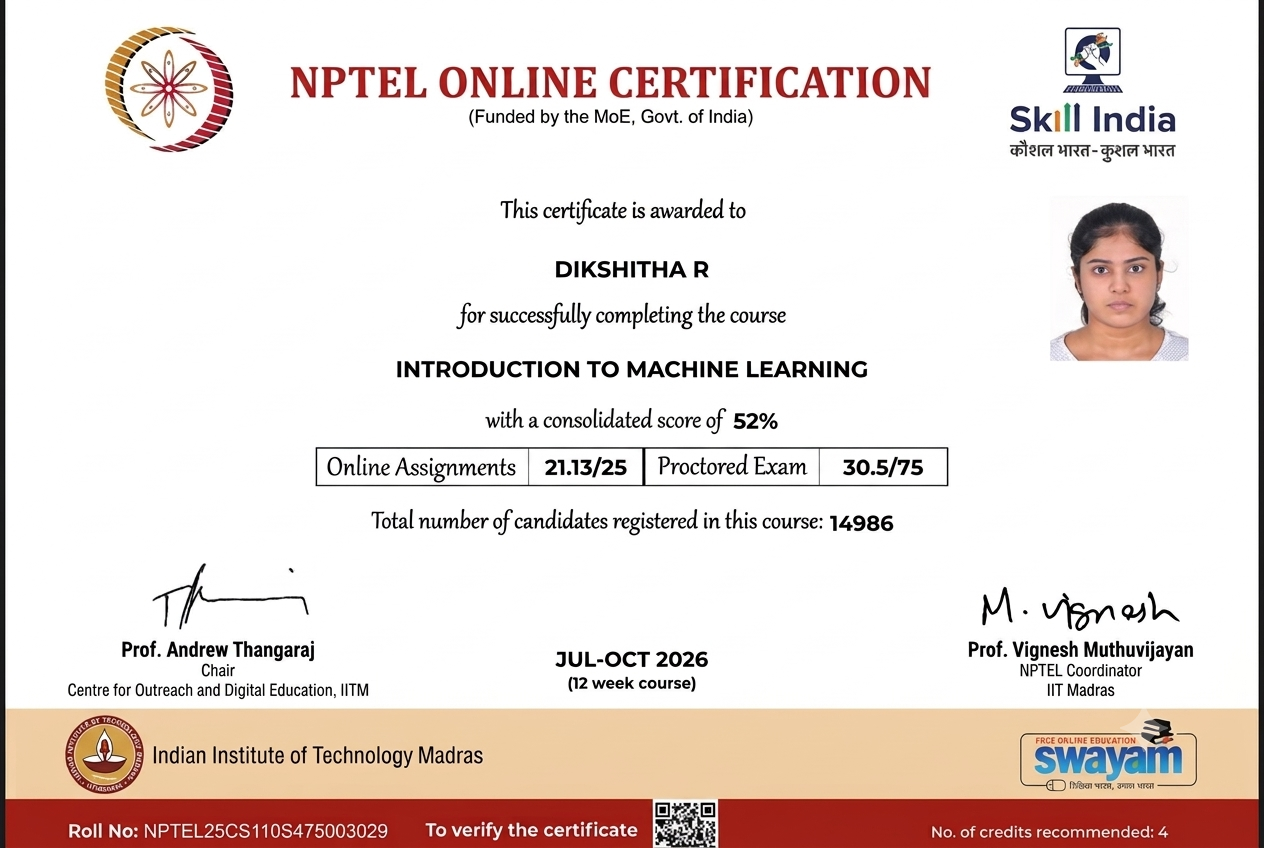 NPTEL ONLINE CERTIFICATION
(Funded by the MoE, Govt. of India)
Skill India
कौशल भारत - कुशल भारत
This certificate is awarded to
DIKSHITHA R
for successfully completing the course
INTRODUCTION TO MACHINE LEARNING
with a consolidated score of 52%
Online Assignments 21.13/25 Proctored Exam 30.5/75
Total number of candidates registered in this course: 14986
M. Vignesh
Prof. Andrew Thangaraj
Chair
Centre for Outreach and Digital Education, IITM
JUL-OCT 2026
(12 week course)
Prof. Vignesh Muthuvijayan
NPTEL Coordinator
IIT Madras
Indian Institute of Technology Madras
FRCE ONLINE EDUVATION
swayam
Roll No: NPTEL25CS110S475003029
To verify the certificate
No. of credits recommended: 4